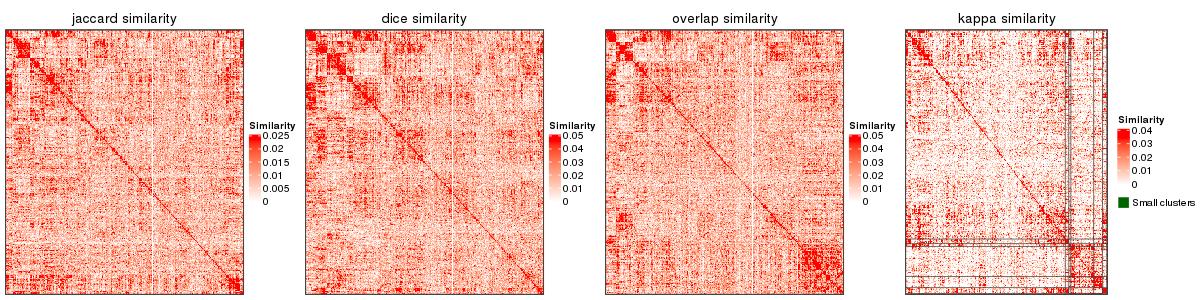 jaccard similarity
Similarity
0.025
0.02
0.015
0.01
0.005
0
dice similarity
Similarity
0.05
0.04
0.03
0.02
0.01
0
overlap similarity
Similarity
0.05
0.04
0.03
0.02
0.01
0
kappa similarity
Similarity
0.04
0.03
0.02
0.01
0
Small clusters